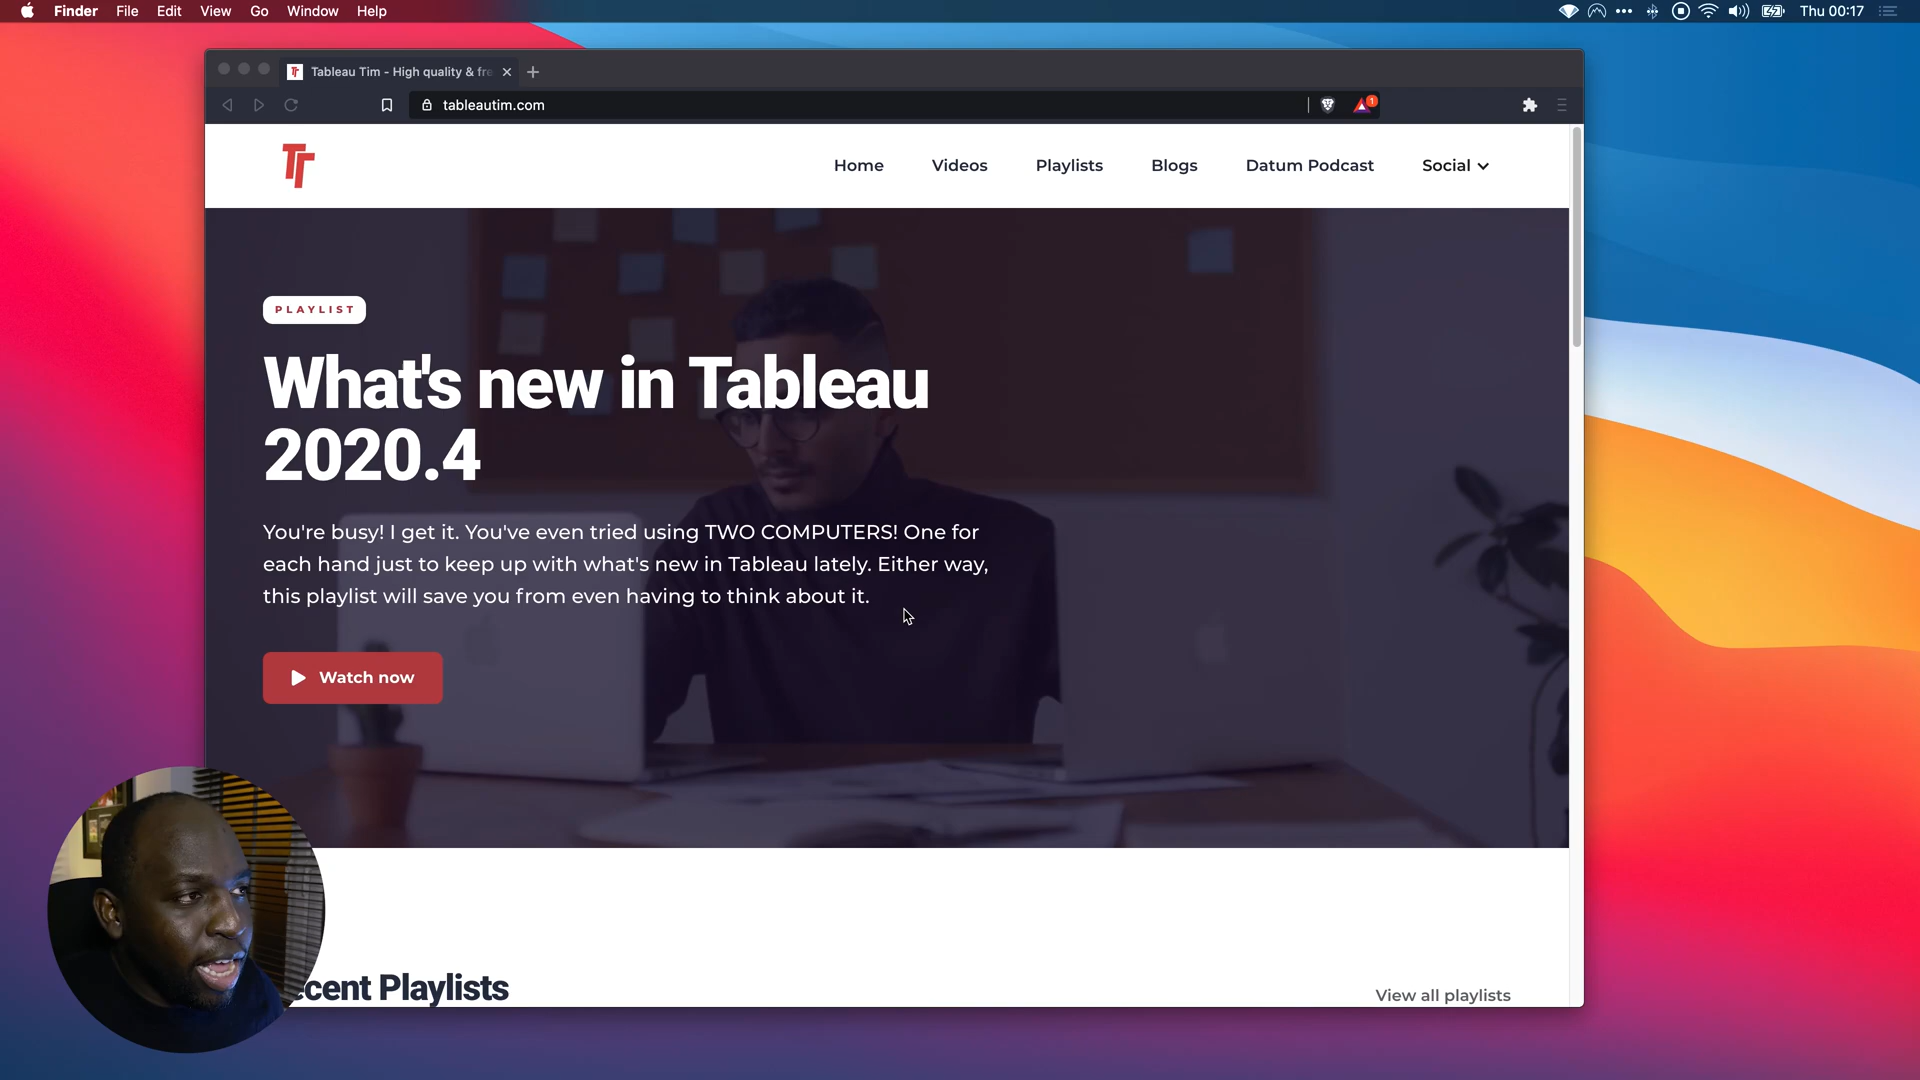 Finder File Edit View Go Window Help
Thu 00:17
Tableau Tim - High quality & fre
tableautim.com
1
TT
Home Videos Playlists Blogs Datum Podcast Social
PLAYLIST
What's new in Tableau
2020.4
You're busy! I get it. You've even tried using TWO COMPUTERS! One for
each hand just to keep up with what's new in Tableau lately. Either way,
this playlist will save you from even having to think about it.
Watch now
ecent Playlists
View all playlists